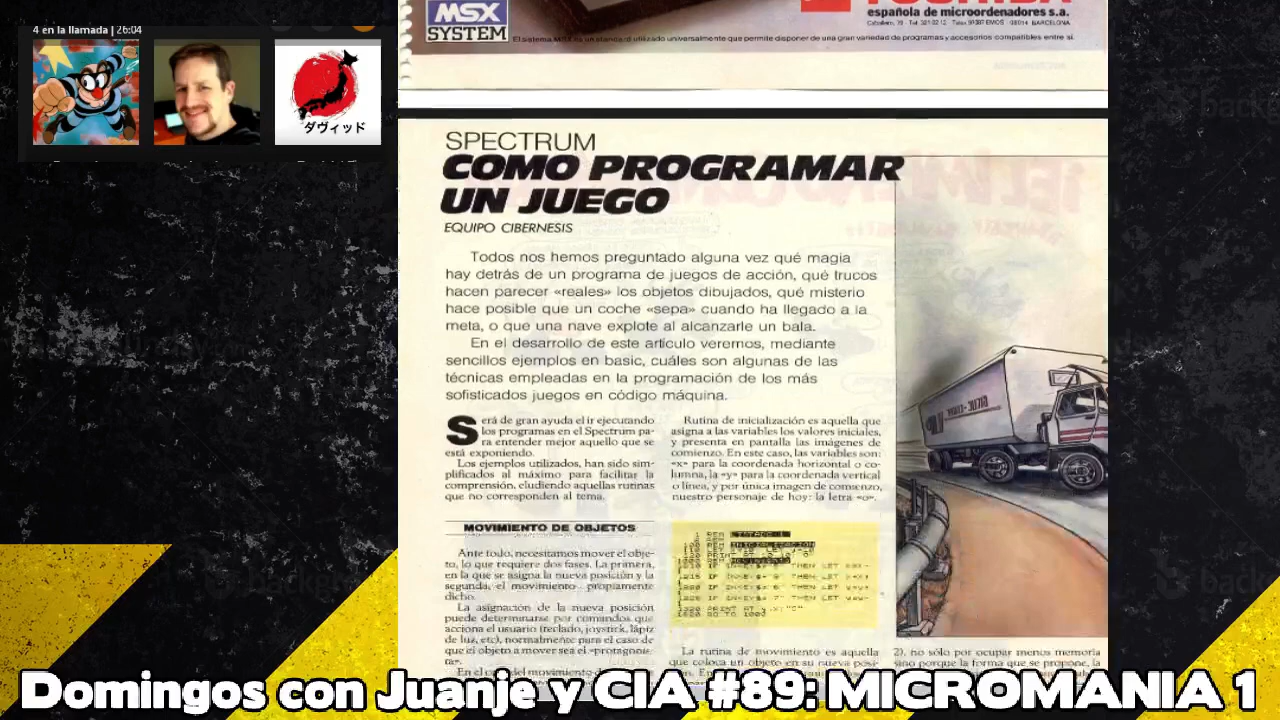 4 en la llamada | 26:04
ダヴィッド
MSX
SYSTEM
española de microordenadores s.a.
El sistema MSX es un standard utilizado universalmente que permite disponer de una gran variedad de programas y accesorios compatibles entre sí.
SPECTRUM
COMO PROGRAMAR
UN JUEGO
EQUIPO CIBERNESIS
Todos nos hemos preguntado alguna vez qué magia
hay detrás de un programa de juegos de acción, qué trucos
hacen parecer «reales» los objetos dibujados, qué misterio
hace posible que un coche «sepa» cuando ha llegado a la
meta, o que una nave explote al alcanzarle un bala.
En el desarrollo de este artículo veremos, mediante
sencillos ejemplos en basic, cuáles son algunas de las
técnicas empleadas en la programación de los más
sofisticados juegos en código máquina.
Será de gran ayuda el ir ejecutando
los programas en el Spectrum pa-
ra entender mejor aquello que se
está exponiendo.
Los ejemplos utilizados, han sido sim-
plificados al máximo para facilitar la
comprensión, eludiendo aquellas rutinas
que no corresponden al tema.
MOVIMIENTO DE OBJETOS
Ante todo, necesitamos mover el obje-
to, lo que requiere dos fases. La primera,
en la que se asigna la nueva posición y la
segunda, el movimiento propiamente
dicho.
La asignación de la nueva posición
puede determinarse por comandos que
acciona el usuario (teclado, joystick, lápiz
de luz, etc), normalmente para el caso de
que el objeto a mover sea el «protagonis-
ta».
En el caso del movimiento de
Rutina de inicialización es aquella que
asigna a las variables los valores iniciales,
y presenta en pantalla las imágenes de
comienzo. En este caso, las variables son:
«x» para la coordenada horizontal o co-
lumna, la «y» para la coordenada vertical
o línea, y por única imagen de comienzo,
nuestro personaje de hoy: la letra «o».
La rutina de movimiento es aquella
que coloca un objeto en su nueva posi-
2), no sólo por ocupar menos memoria
sino porque la forma que se propone, la
Domingos con Juanje y CIA #89: MICROMANIA 1